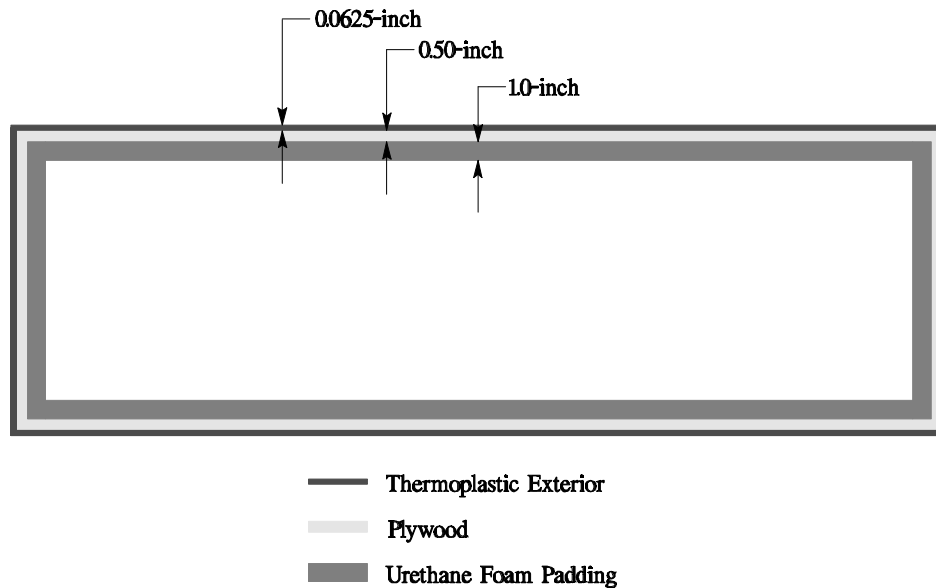 0.0625-inch
0.50-inch
1.0-inch
Thermoplastic Exterior
Plywood
Urethane Foam Padding